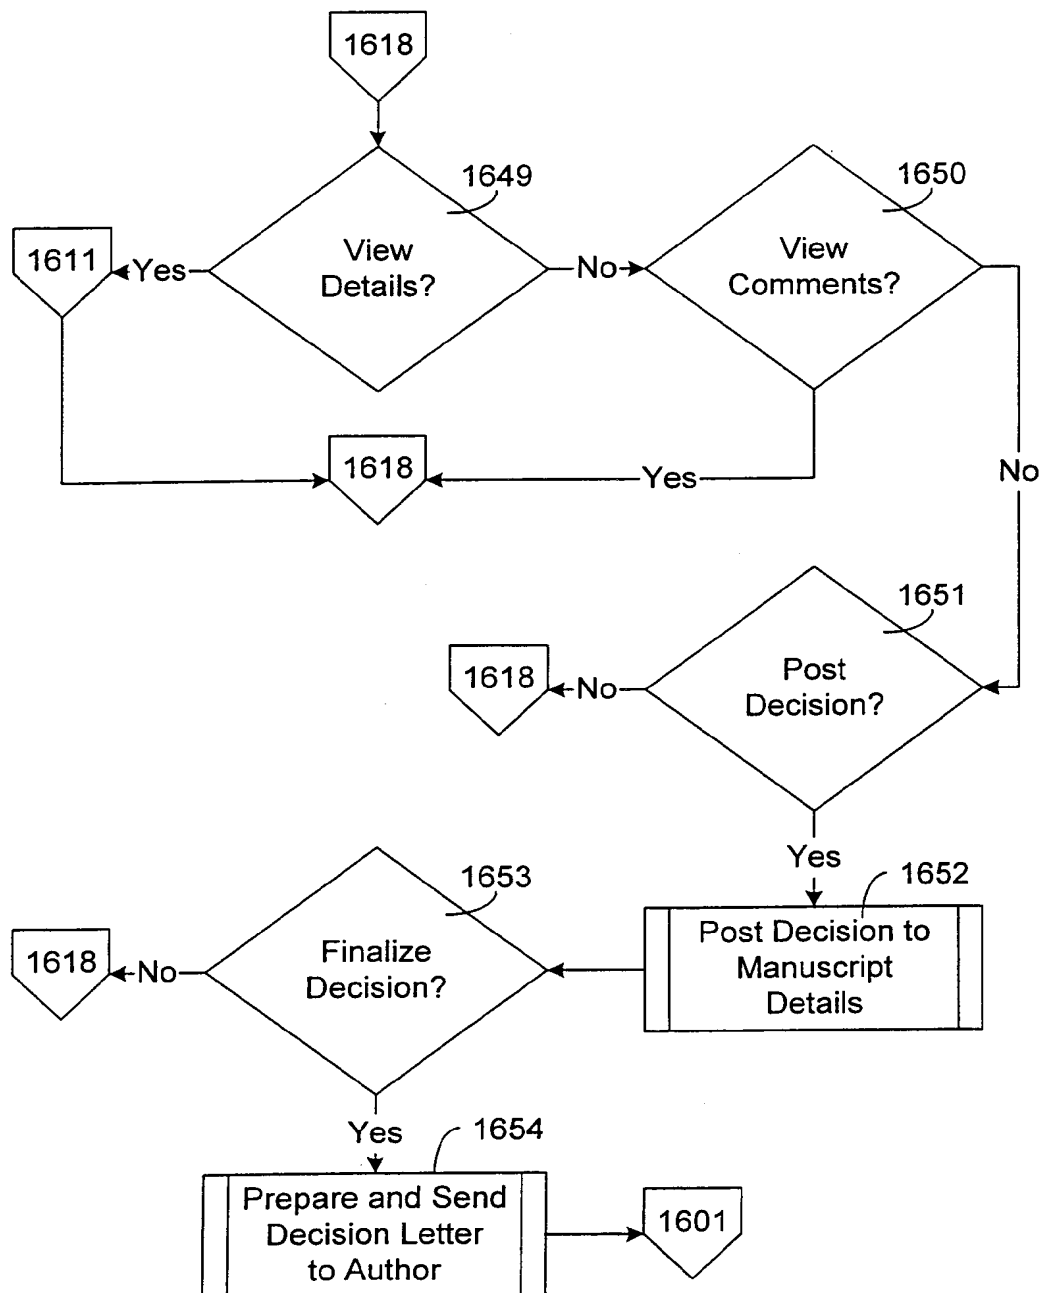 1618
1649
View
Details?
1650
View
Comments?
1611
Yes
No
1618
Yes
No
1651
Post
Decision?
1618
No
Yes
1652
Post Decision to
Manuscript
Details
1653
Finalize
Decision?
1618
No
Yes
1654
Prepare and Send
Decision Letter
to Author
1601